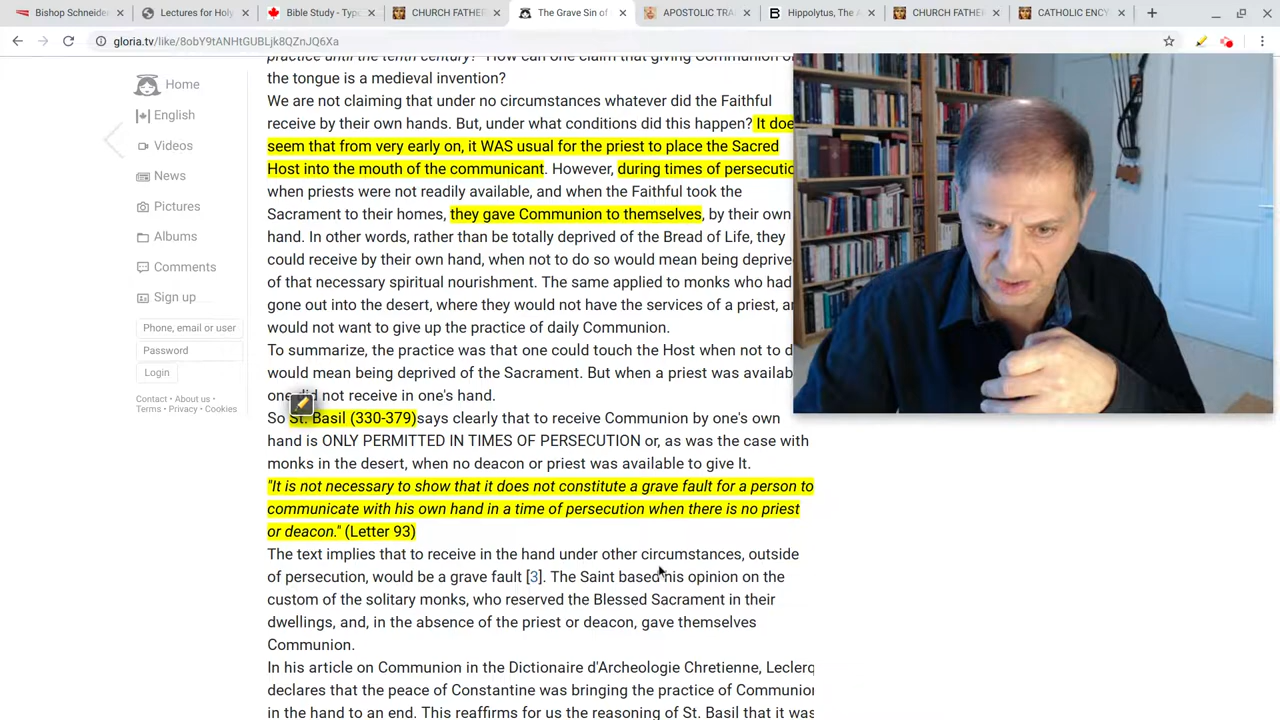 Bishop Schneider
Lectures for Holy
Bible Study - Type
CHURCH FATHER
The Grave Sin of
APOSTOLIC TRA
Hippolytus, The A
CHURCH FATHE
CATHOLIC ENCY
gloria.tv/like/8obY9tANHtGUBLjk8QZnJQ6Xa
Home
English
Videos
News
Pictures
Albums
Comments
Sign up
Phone, email or user
Password
Login
Contact • About us •
Terms • Privacy • Cookies
practice until the tenth century? How can one claim that giving Communion o
the tongue is a medieval invention?
We are not claiming that under no circumstances whatever did the Faithful
receive by their own hands. But, under what conditions did this happen? It doe
seem that from very early on, it WAS usual for the priest to place the Sacred
Host into the mouth of the communicant. However, during times of persecutio
when priests were not readily available, and when the Faithful took the
Sacrament to their homes, they gave Communion to themselves, by their own
hand. In other words, rather than be totally deprived of the Bread of Life, they
could receive by their own hand, when not to do so would mean being deprive
of that necessary spiritual nourishment. The same applied to monks who had
gone out into the desert, where they would not have the services of a priest, an
would not want to give up the practice of daily Communion.
To summarize, the practice was that one could touch the Host when not to d
would mean being deprived of the Sacrament. But when a priest was availab
one did not receive in one's hand.
So St. Basil (330-379)says clearly that to receive Communion by one's own
hand is ONLY PERMITTED IN TIMES OF PERSECUTION or, as was the case with
monks in the desert, when no deacon or priest was available to give It.
"It is not necessary to show that it does not constitute a grave fault for a person to
communicate with his own hand in a time of persecution when there is no priest
or deacon." (Letter 93)
The text implies that to receive in the hand under other circumstances, outside
of persecution, would be a grave fault [3]. The Saint based his opinion on the
custom of the solitary monks, who reserved the Blessed Sacrament in their
dwellings, and, in the absence of the priest or deacon, gave themselves
Communion.
In his article on Communion in the Dictionaire d'Archeologie Chretienne, Leclerq
declares that the peace of Constantine was bringing the practice of Communion
in the hand to an end. This reaffirms for us the reasoning of St. Basil that it was